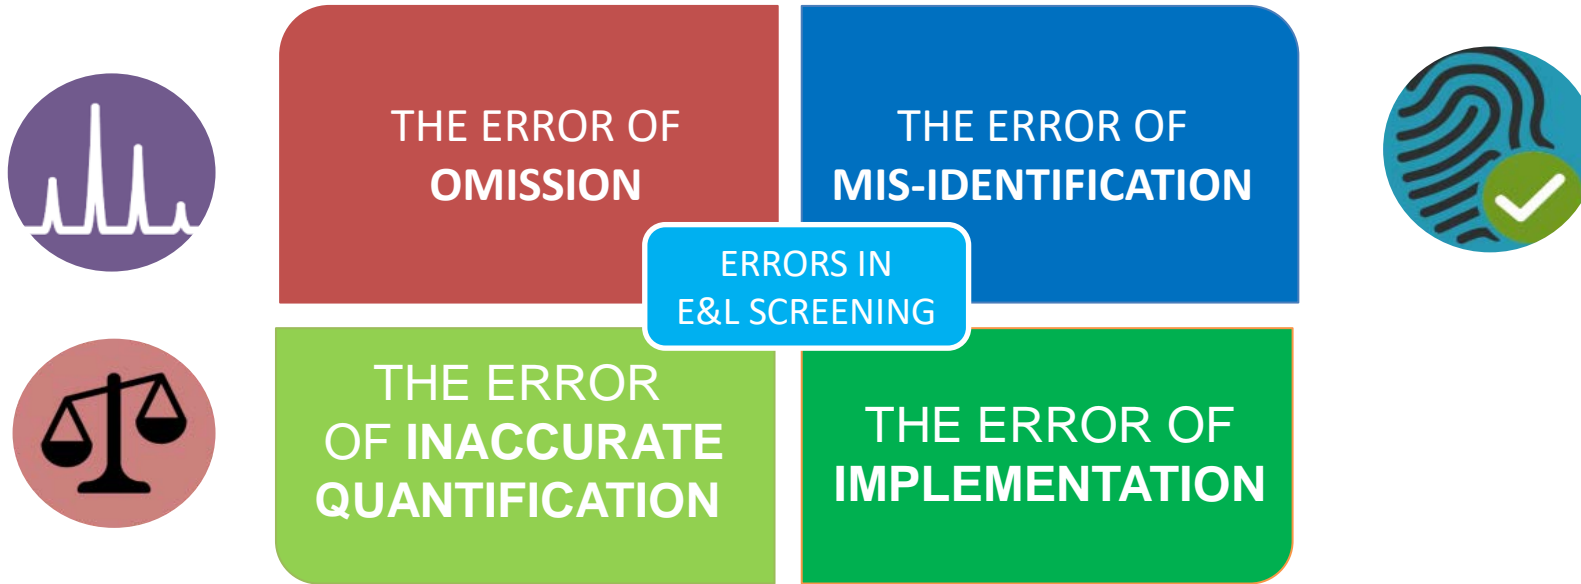 THE ERROR OF
OMISSION
THE ERROR OF
MIS-IDENTIFICATION
ERRORS IN
E&L SCREENING
THE ERROR
OF INACCURATE
QUANTIFICATION
THE ERROR OF
IMPLEMENTATION